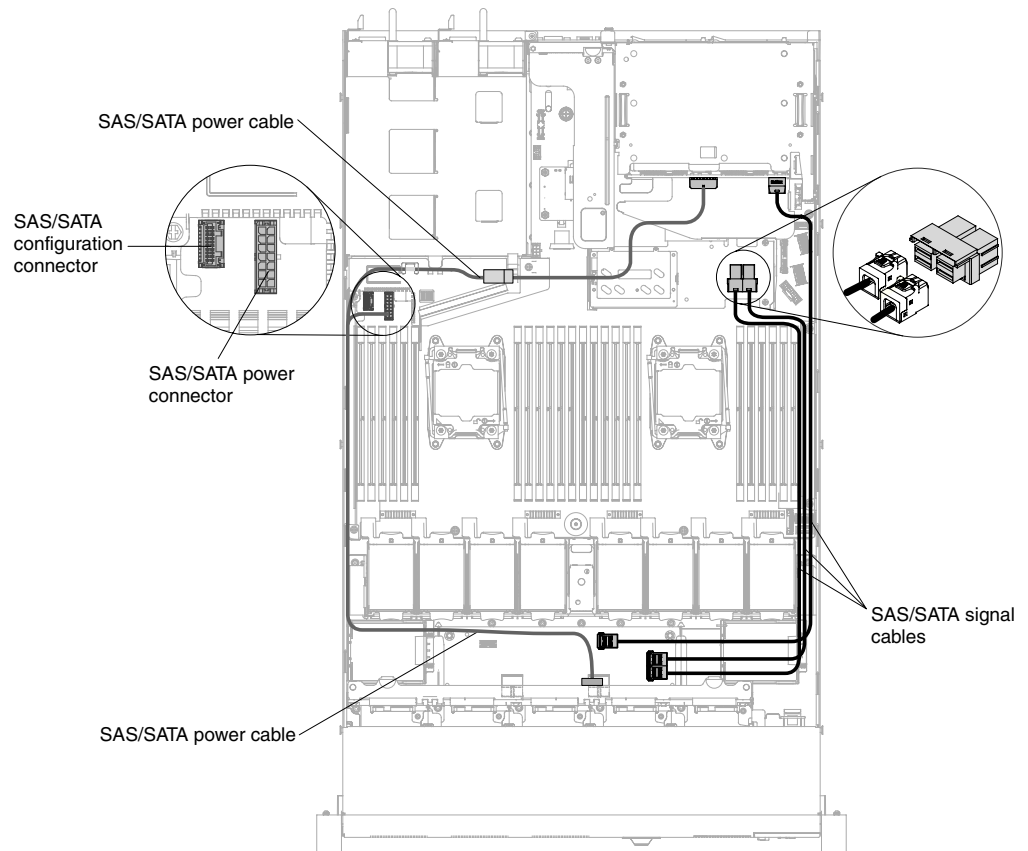 SAS/SATA power cable
SAS/SATA
configuration
connector
SAS/SATA power
connector
SAS/SATA signal
cables
SAS/SATA power cable